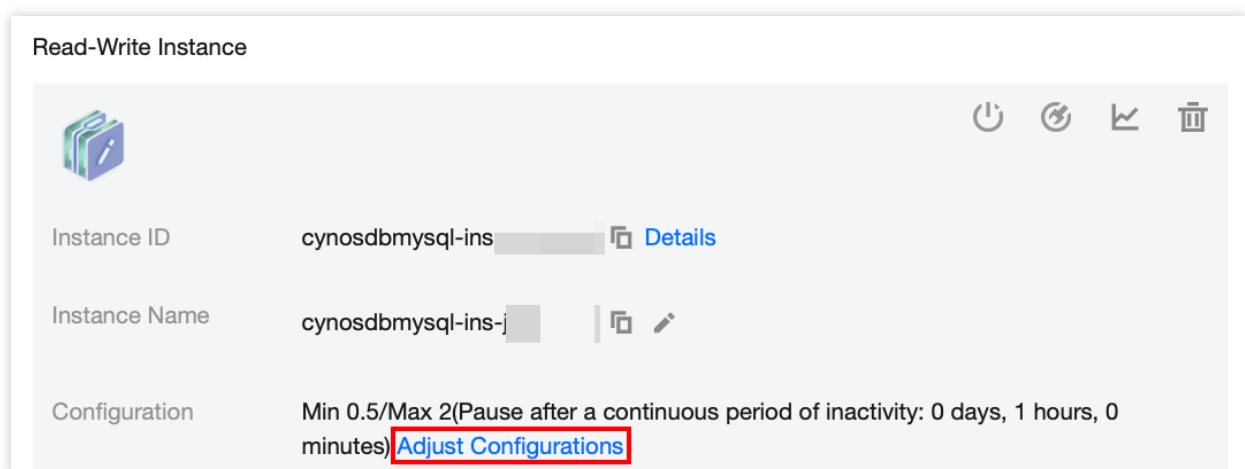 Read-Write Instance
Instance ID
cynosdbmysql-ins Details
Instance Name
cynosdbmysql-ins-j
Configuration
Min 0.5/Max 2(Pause after a continuous period of inactivity: 0 days, 1 hours, 0
minutes) Adjust Configurations